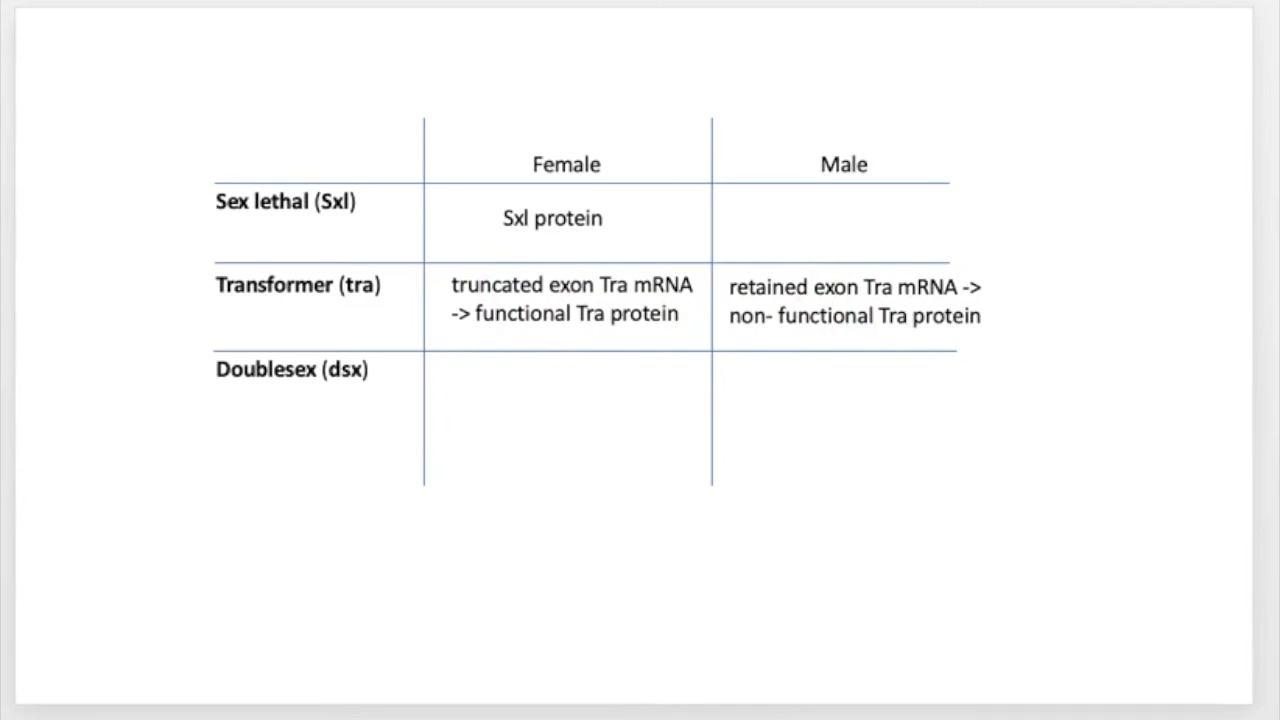 Female Male
Sex lethal (Sxl)
Sxl protein
Transformer (tra)
truncated exon Tra mRNA
-> functional Tra protein
retained exon Tra mRNA ->
non- functional Tra protein
Doublesex (dsx)